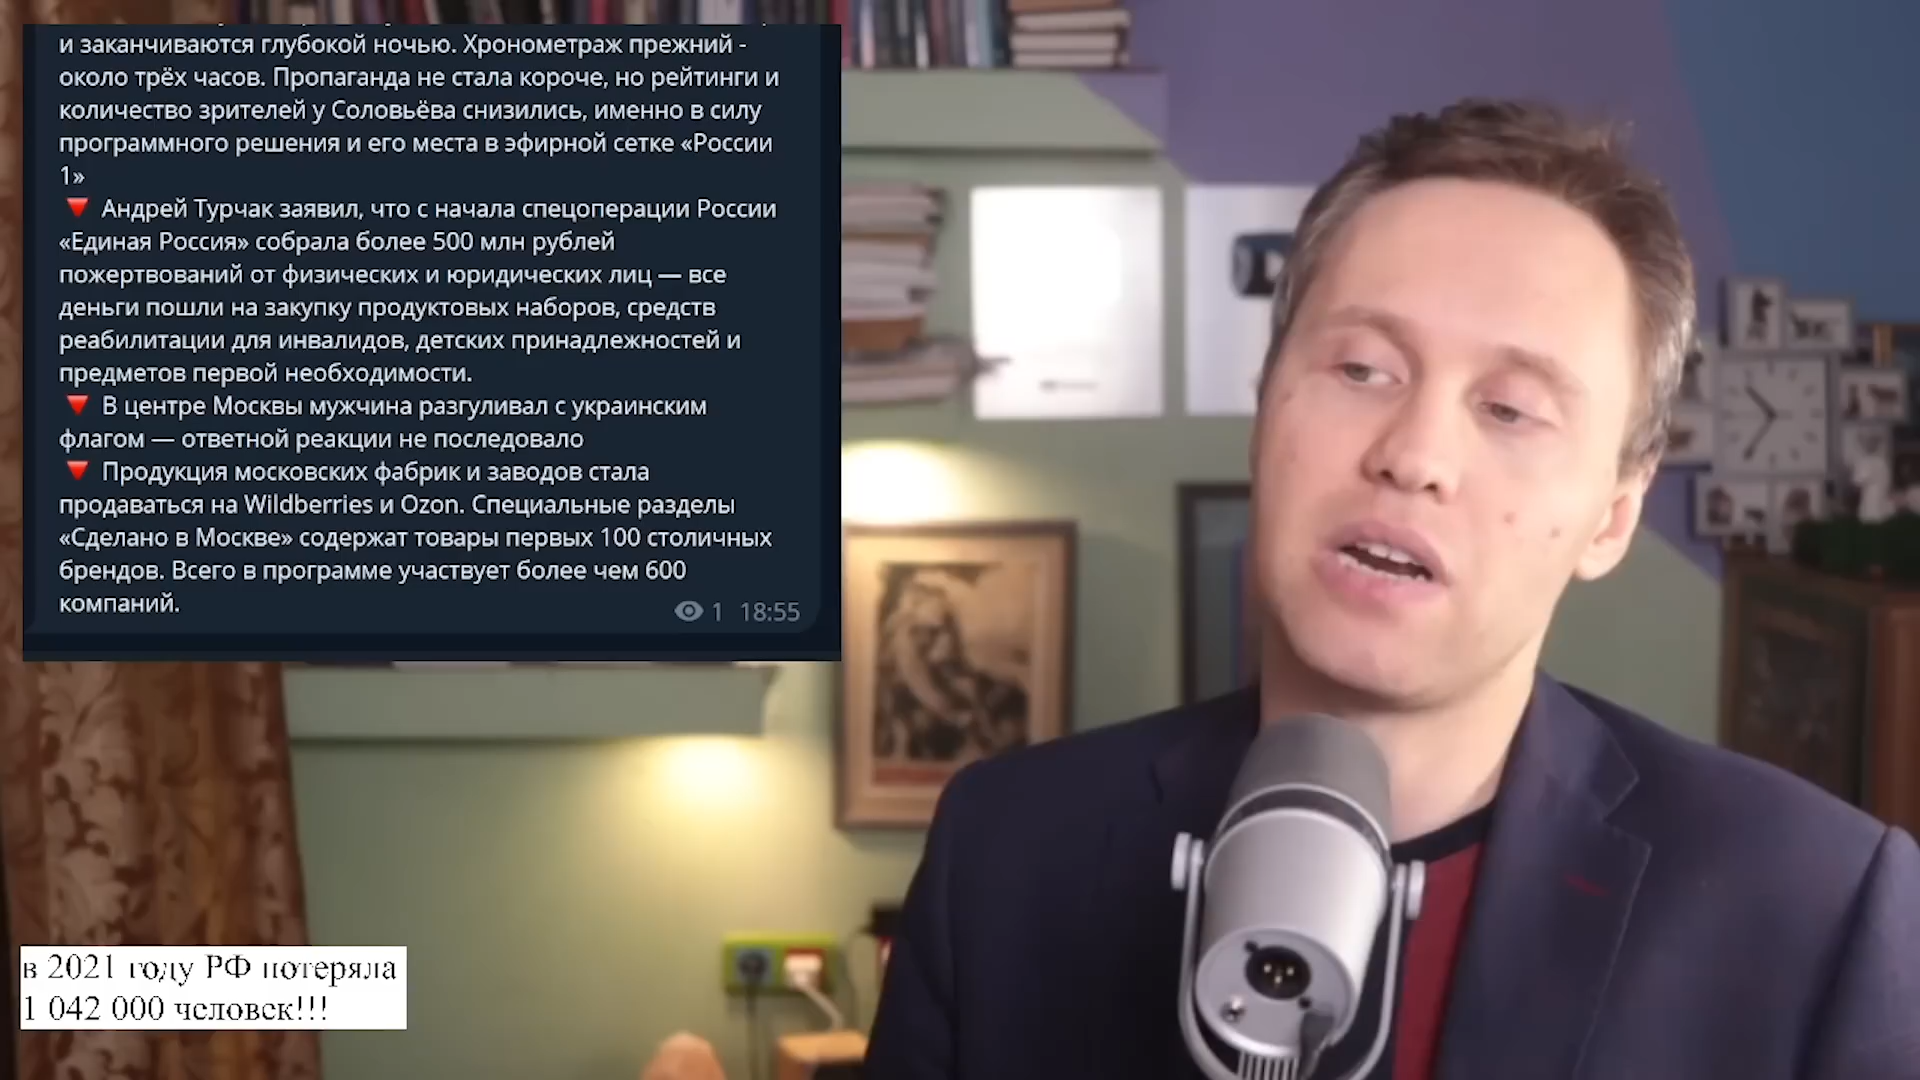 и заканчиваются глубокой ночью. Хронометраж прежний -
около трёх часов. Пропаганда не стала короче, но рейтинги и
количество зрителей у Соловьёва снизились, именно в силу
программного решения и его места в эфирной сетке «России
1»
🔻 Андрей Турчак заявил, что с начала спецоперации России
«Единая Россия» собрала более 500 млн рублей
пожертвований от физических и юридических лиц — все
деньги пошли на закупку продуктовых наборов, средств
реабилитации для инвалидов, детских принадлежностей и
предметов первой необходимости.
🔻 В центре Москвы мужчина разгуливал с украинским
флагом — ответной реакции не последовало
🔻 Продукция московских фабрик и заводов стала
продаваться на Wildberries и Ozon. Специальные разделы
«Сделано в Москве» содержат товары первых 100 столичных
брендов. Всего в программе участвует более чем 600
компаний.
1 18:55
в 2021 году РФ потеряла
1 042 000 человек!!!